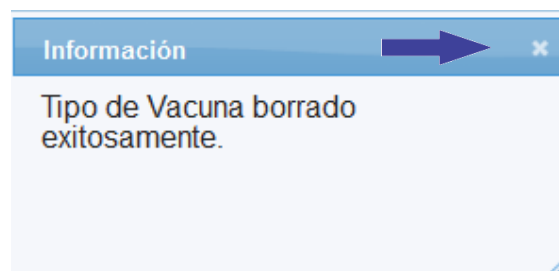 Información
Tipo de Vacuna borrado
exitosamente.